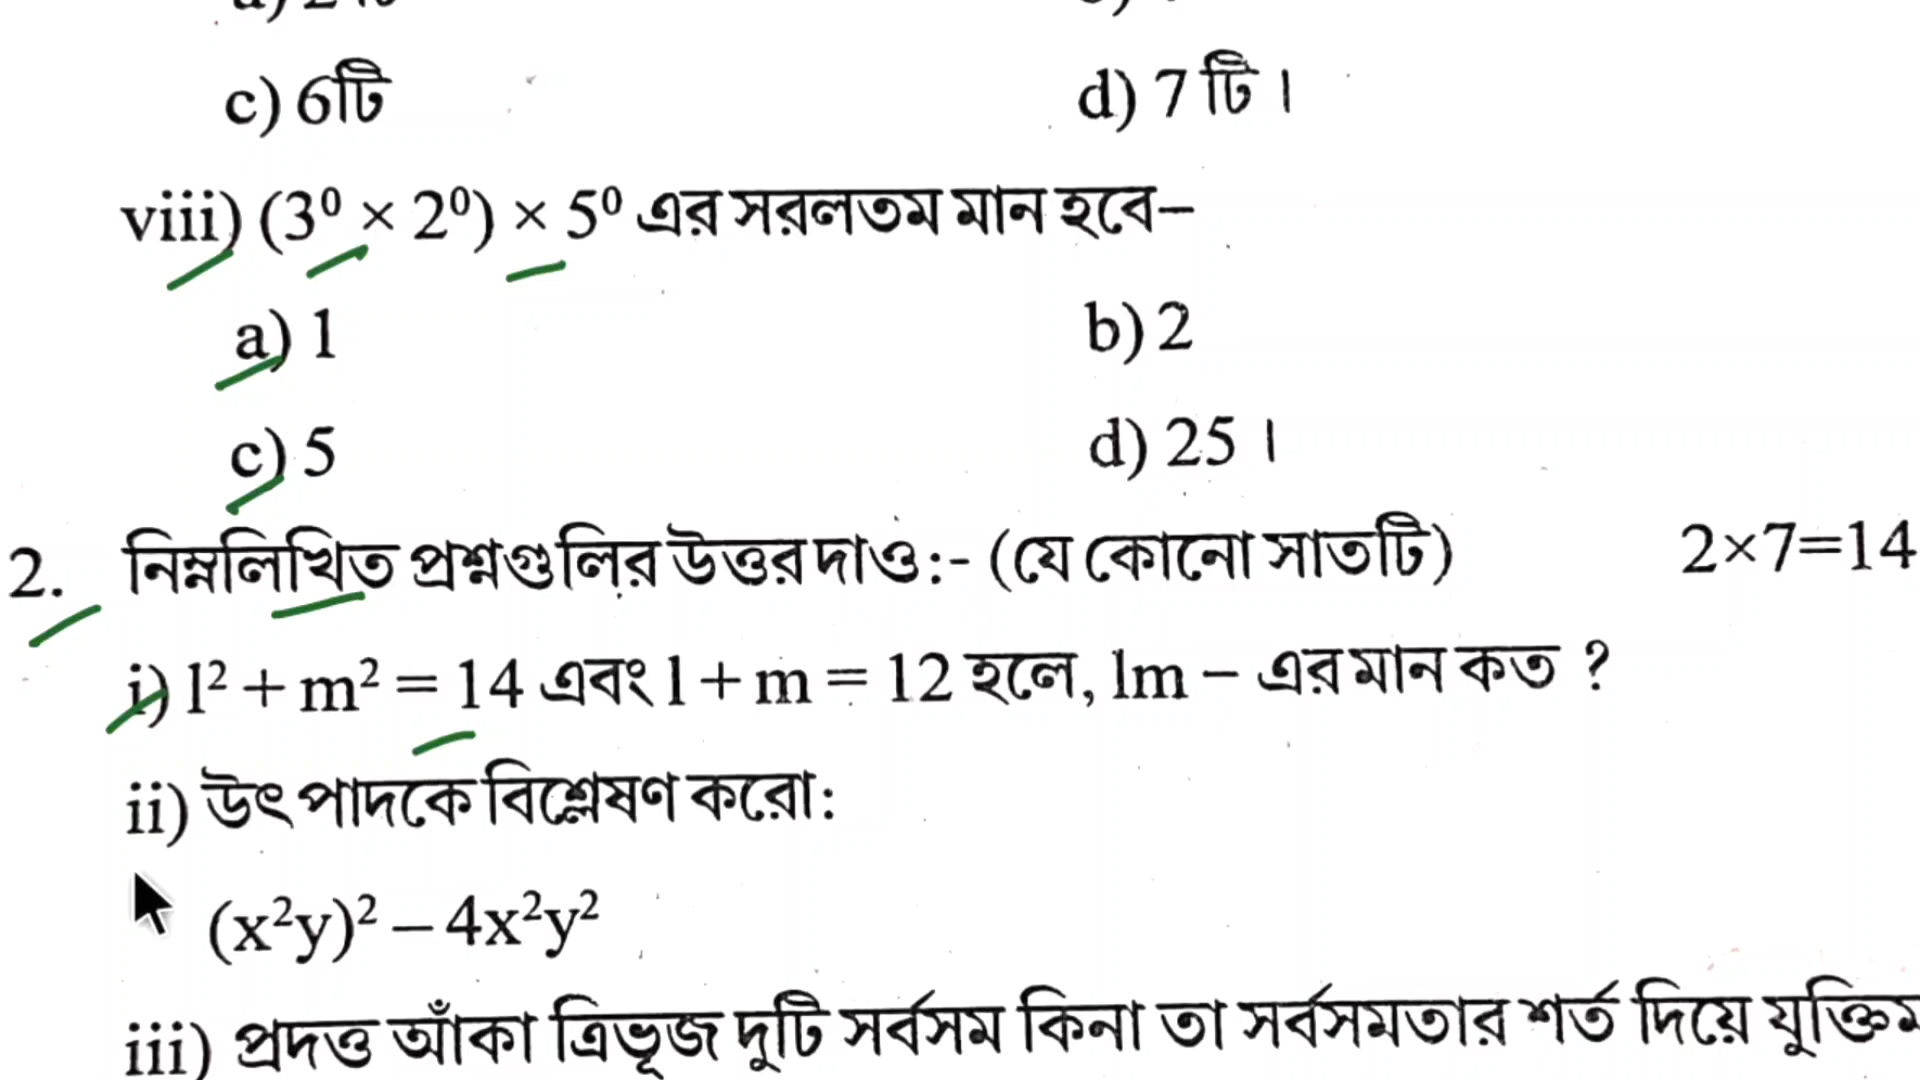 c) 6টি d) 7 টি ।
viii) (3⁰ × 2⁰) × 5⁰ এর সরলতম মান হবে–
a) 1 b) 2
c) 5 d) 25 ।
2. নিম্নলিখিত প্রশ্নগুলির উত্তর দাও:- (যে কোনো সাতটি) 2×7=14
i) l² + m² = 14 এবং l + m = 12 হলে, lm – এর মান কত ?
ii) উৎপাদকে বিশ্লেষণ করো:
(x²y)² – 4x²y²
iii) প্রদত্ত আঁকা ত্রিভূজ দুটি সর্বসম কিনা তা সর্বসমতার শর্ত দিয়ে